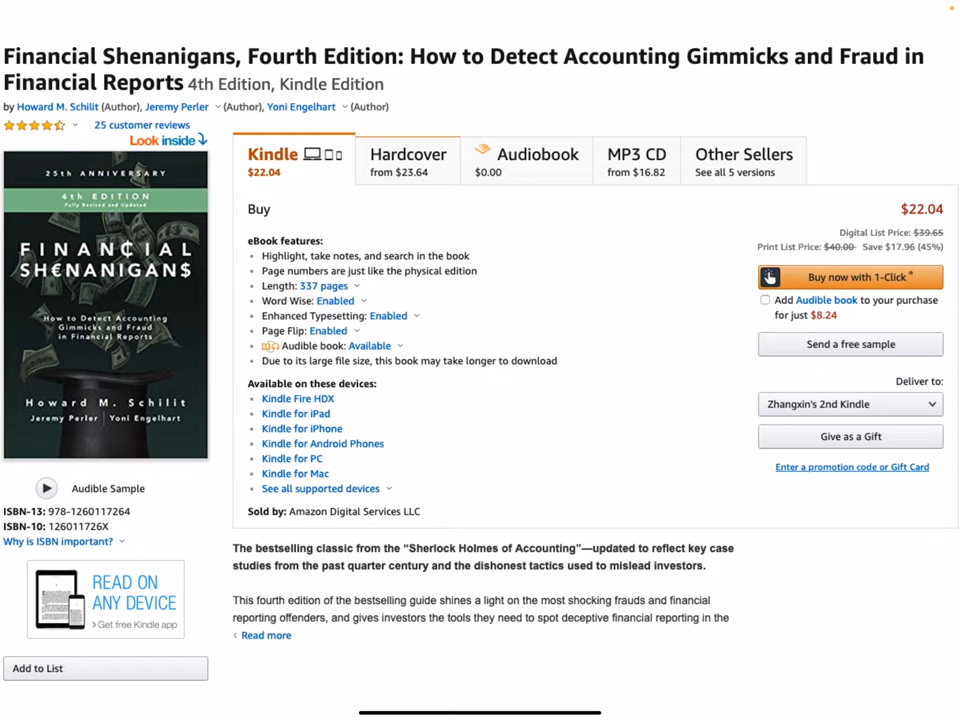 Financial Shenanigans, Fourth Edition: How to Detect Accounting Gimmicks and Fraud in
Financial Reports 4th Edition, Kindle Edition
by Howard M. Schilit (Author), Jeremy Perler (Author), Yoni Engelhart (Author)
25 customer reviews
Look inside
25th ANNIVERSARY
4th EDITION
Fully Revised and Updated
FINAN₵IAL
SH€NANIGAN$
How to Detect Accounting
Gimmicks and Fraud
in Financial Reports
Howard M. Schilit
Jeremy Perler | Yoni Engelhart
Audible Sample
ISBN-13: 978-1260117264
ISBN-10: 126011726X
Why is ISBN important?
READ ON
ANY DEVICE
› Get free Kindle app
Add to List
Kindle
$22.04
Hardcover
from $23.64
Audiobook
$0.00
MP3 CD
from $16.82
Other Sellers
See all 5 versions
Buy
eBook features:
• Highlight, take notes, and search in the book
• Page numbers are just like the physical edition
• Length: 337 pages
• Word Wise: Enabled
• Enhanced Typesetting: Enabled
• Page Flip: Enabled
• Audible book: Available
• Due to its large file size, this book may take longer to download
Available on these devices:
• Kindle Fire HDX
• Kindle for iPad
• Kindle for iPhone
• Kindle for Android Phones
• Kindle for PC
• Kindle for Mac
• See all supported devices
Sold by: Amazon Digital Services LLC
$22.04
Digital List Price: $39.65
Print List Price: $40.00 Save $17.96 (45%)
Buy now with 1-Click ®
Add Audible book to your purchase
for just $8.24
Send a free sample
Deliver to:
Zhangxin's 2nd Kindle
Give as a Gift
Enter a promotion code or Gift Card
The bestselling classic from the “Sherlock Holmes of Accounting”—updated to reflect key case
studies from the past quarter century and the dishonest tactics used to mislead investors.
This fourth edition of the bestselling guide shines a light on the most shocking frauds and financial
reporting offenders, and gives investors the tools they need to spot deceptive financial reporting in the
‹ Read more